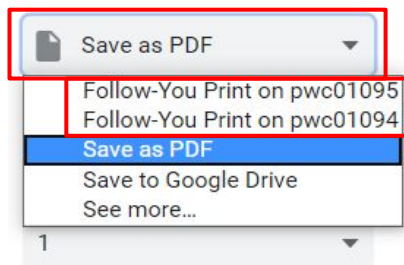 Save as PDF
Follow-You Print on pwc01095
Follow-You Print on pwc01094
Save as PDF
Save to Google Drive
See more...
1